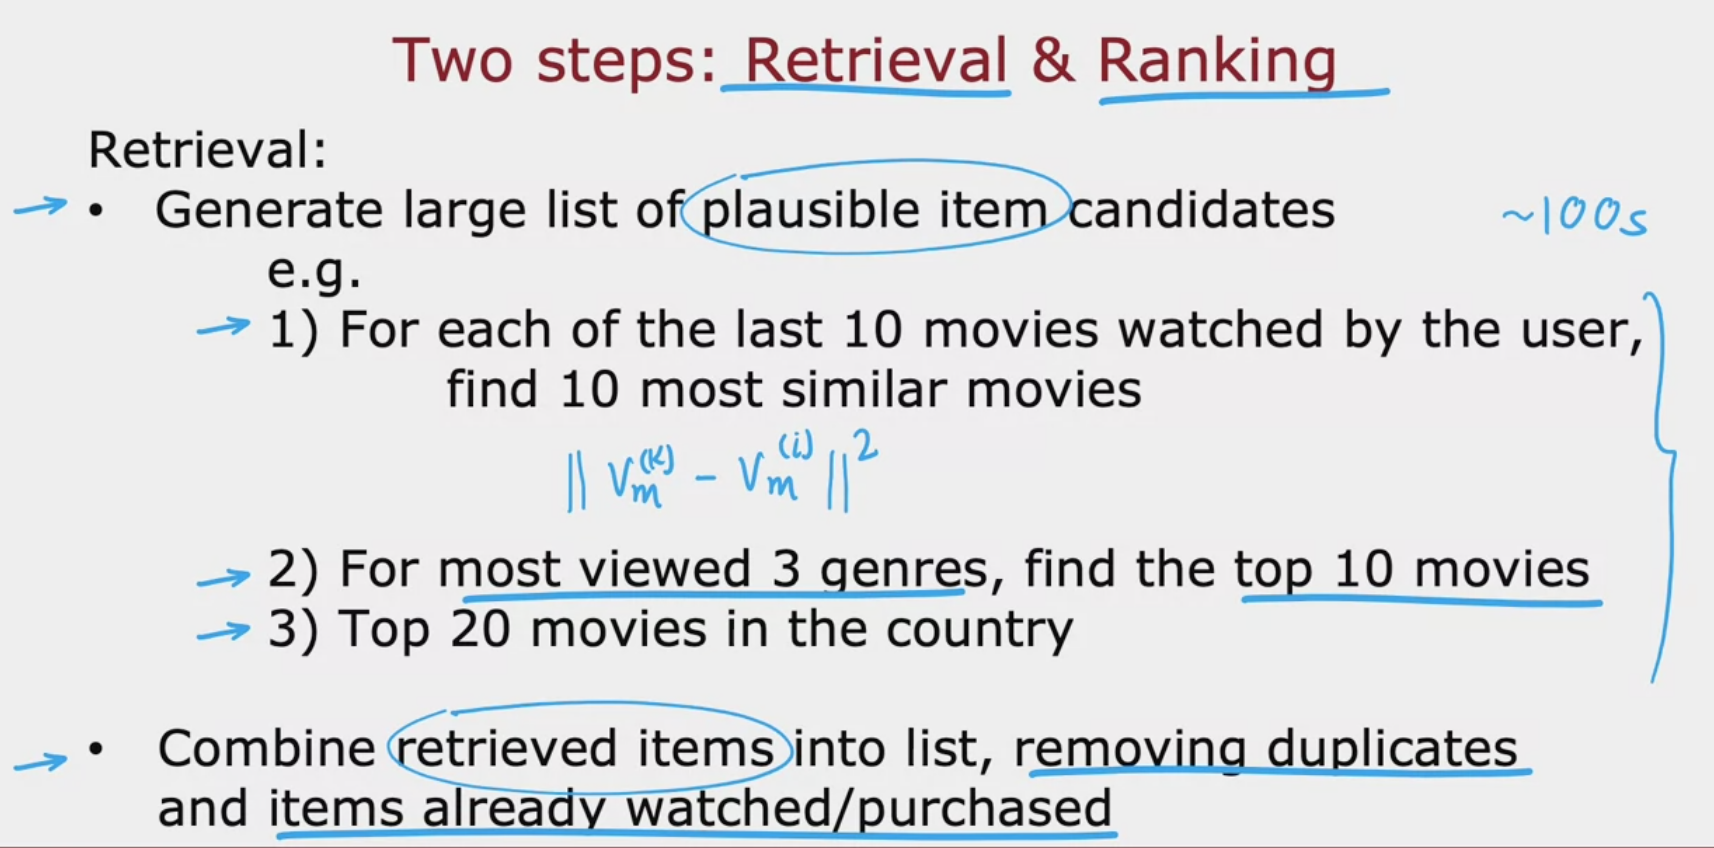 Two steps: Retrieval & Ranking
Retrieval:
• Generate large list of plausible item candidates ~100s
e.g.
1) For each of the last 10 movies watched by the user,
find 10 most similar movies
|| v_m^(k) - v_m^(i) ||^2
2) For most viewed 3 genres, find the top 10 movies
3) Top 20 movies in the country
• Combine retrieved items into list, removing duplicates
and items already watched/purchased